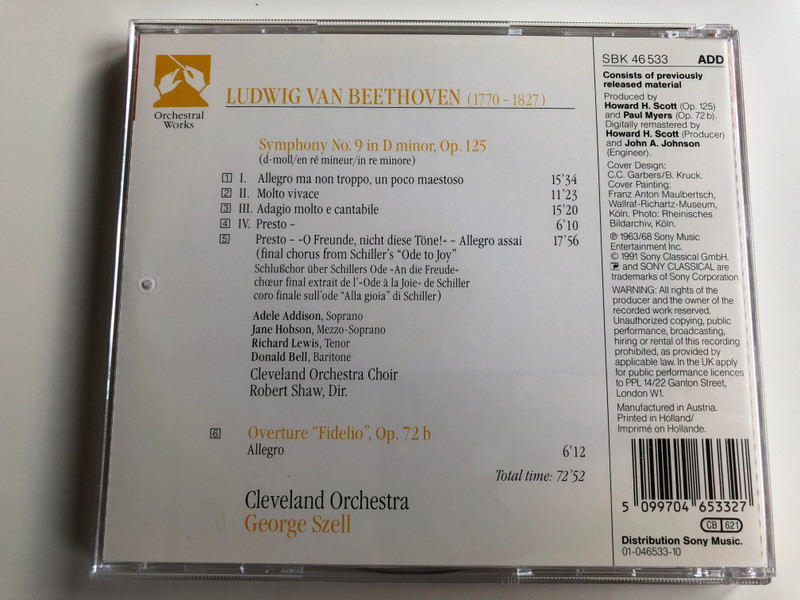 Orchestral
Works
LUDWIG VAN BEETHOVEN (1770 – 1827)
Symphony No. 9 in D minor, Op. 125
(d-moll/en ré mineur/in re minore)
1 I. Allegro ma non troppo, un poco maestoso 15'34
2 II. Molto vivace 11'23
3 III. Adagio molto e cantabile 15'20
4 IV. Presto – 6'10
5 Presto – «O Freunde, nicht diese Töne!» – Allegro assai 17'56
(final chorus from Schiller's "Ode to Joy"
Schlußchor über Schillers Ode »An die Freude«
chœur final extrait de l'«Ode à la Joie» de Schiller
coro finale sull'ode "Alla gioia" di Schiller)
Adele Addison, Soprano
Jane Hobson, Mezzo-Soprano
Richard Lewis, Tenor
Donald Bell, Baritone
Cleveland Orchestra Choir
Robert Shaw, Dir.
6 Overture "Fidelio", Op. 72 b
Allegro 6'12
Total time: 72'52
Cleveland Orchestra
George Szell
SBK 46 533 ADD
Consists of previously
released material
Produced by
Howard H. Scott (Op. 125)
and Paul Myers (Op. 72 b).
Digitally remastered by
Howard H. Scott (Producer)
and John A. Johnson
(Engineer).
Cover Design:
C.C. Garbers/B. Kruck.
Cover Painting:
Franz Anton Maulbertsch,
Wallraf-Richartz-Museum,
Köln. Photo: Rheinisches
Bildarchiv, Köln.
℗ 1963/68 Sony Music
Entertainment Inc.
© 1991 Sony Classical GmbH.
and SONY CLASSICAL are
trademarks of Sony Corporation.
WARNING: All rights of the
producer and the owner of the
recorded work reserved.
Unauthorized copying, public
performance, broadcasting,
hiring or rental of this recording
prohibited, as provided by
applicable law. In the UK apply
for public performance licences
to PPL 14/22 Ganton Street,
London W1.
Manufactured in Austria.
Printed in Holland/
Imprimé en Hollande.
5 099704 653327
CB 621
Distribution Sony Music.
01-046533-10